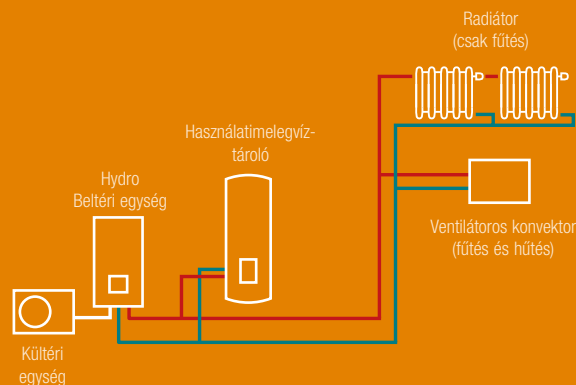 Radiátor
(csak fűtés)
Használatimelegvíz-
tároló
Hydro
Beltéri egység
Ventilátoros konvektor
(fűtés és hűtés)
Kültéri
egység